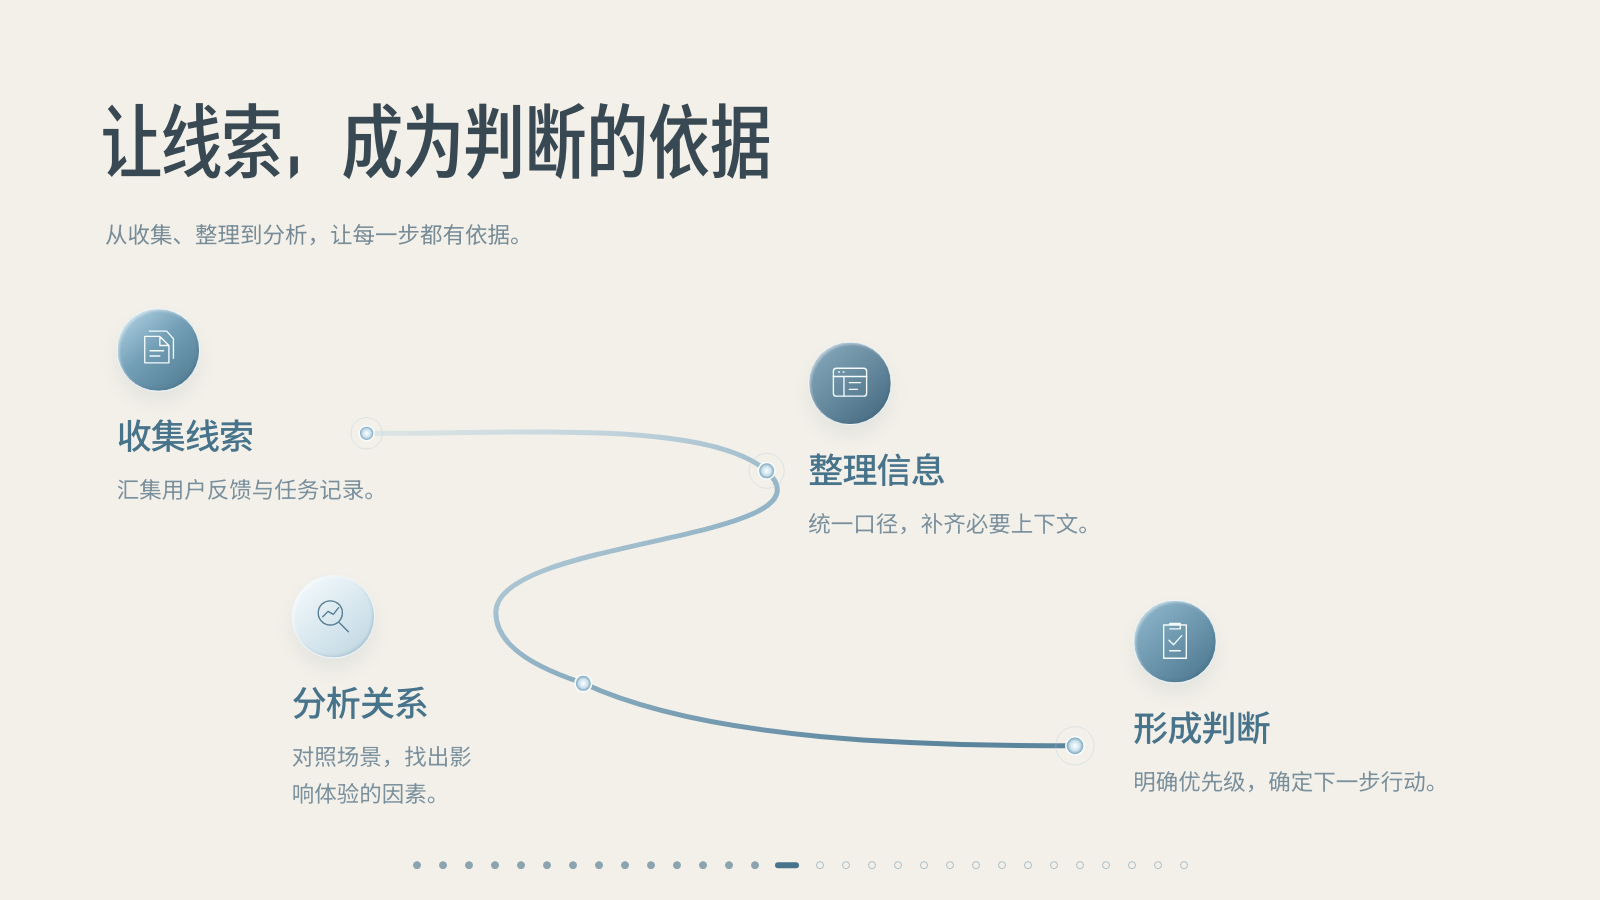 让线索，成为判断的依据
从收集、整理到分析，让每一步都有依据。
收集线索
汇集用户反馈与任务记录。
整理信息
统一口径，补齐必要上下文。
分析关系
对照场景，找出影
响体验的因素。
形成判断
明确优先级，确定下一步行动。